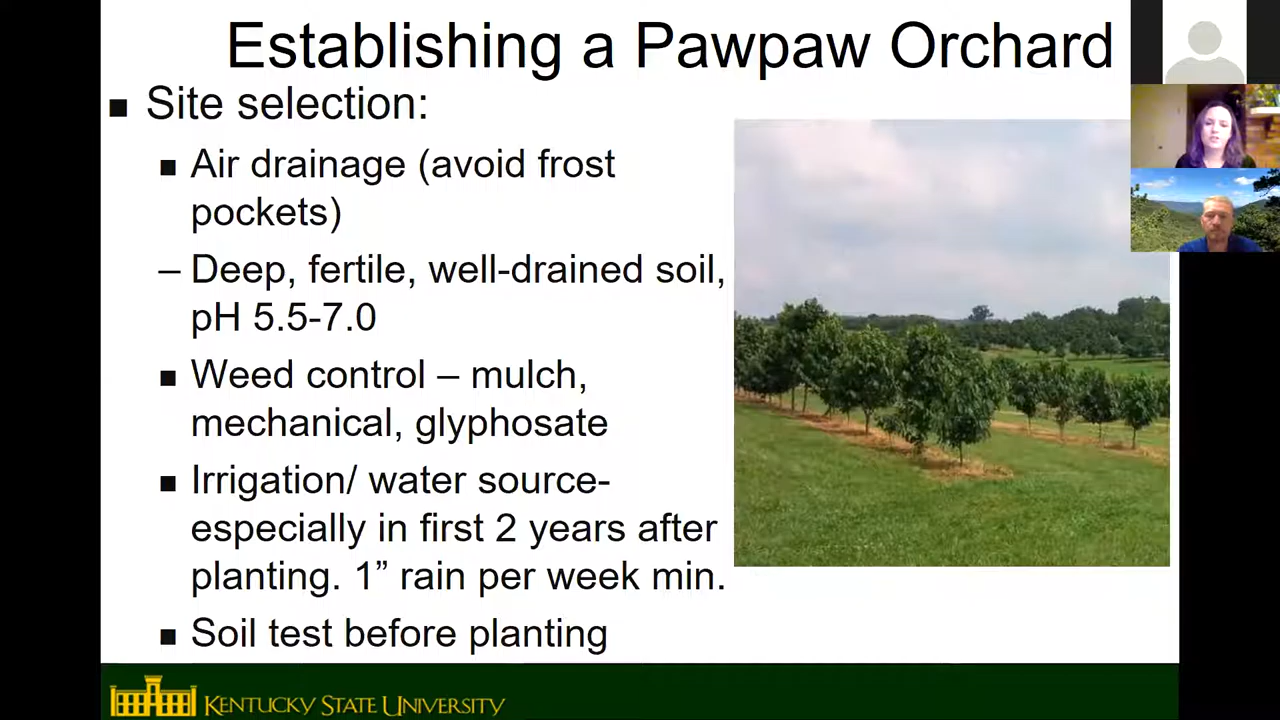 Establishing a Pawpaw Orchard
■ Site selection:
■ Air drainage (avoid frost
pockets)
– Deep, fertile, well-drained soil,
pH 5.5-7.0
■ Weed control – mulch,
mechanical, glyphosate
■ Irrigation/ water source-
especially in first 2 years after
planting. 1” rain per week min.
■ Soil test before planting
KENTUCKY STATE UNIVERSITY